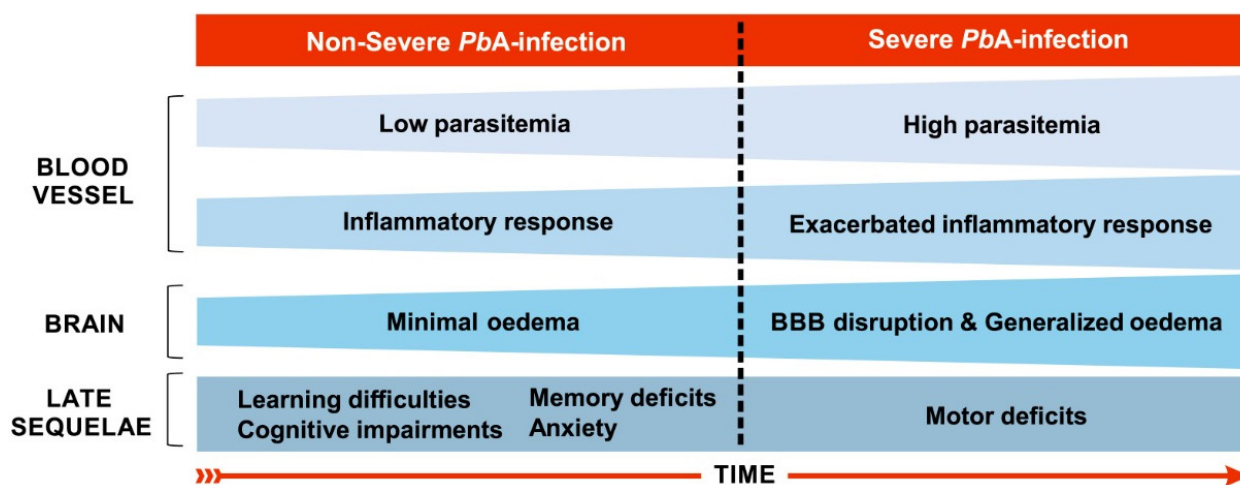 Non-Severe PbA-infection
Severe PbA-infection
BLOOD
VESSEL
Low parasitemia
High parasitemia
Inflammatory response
Exacerbated inflammatory response
BRAIN
Minimal oedema
BBB disruption & Generalized oedema
LATE
SEQUELAE
Learning difficulties
Cognitive impairments
Memory deficits
Anxiety
Motor deficits
TIME